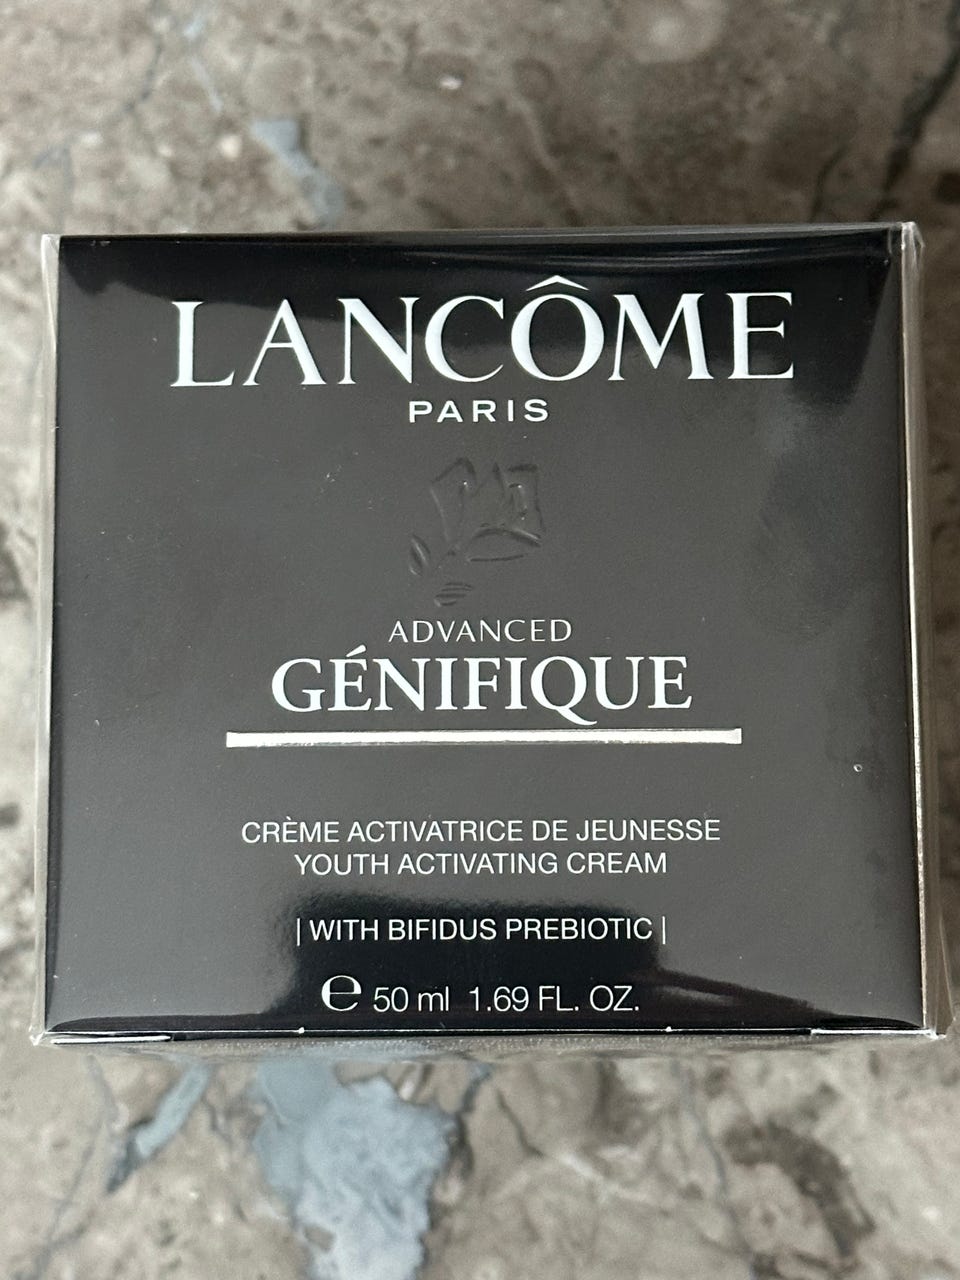 LANCÔME
PARIS
ADVANCED
GÉNIFIQUE
CRÈME ACTIVATRICE DE JEUNESSE
YOUTH ACTIVATING CREAM
| WITH BIFIDUS PREBIOTIC |
℮ 50 ml 1.69 FL. OZ.